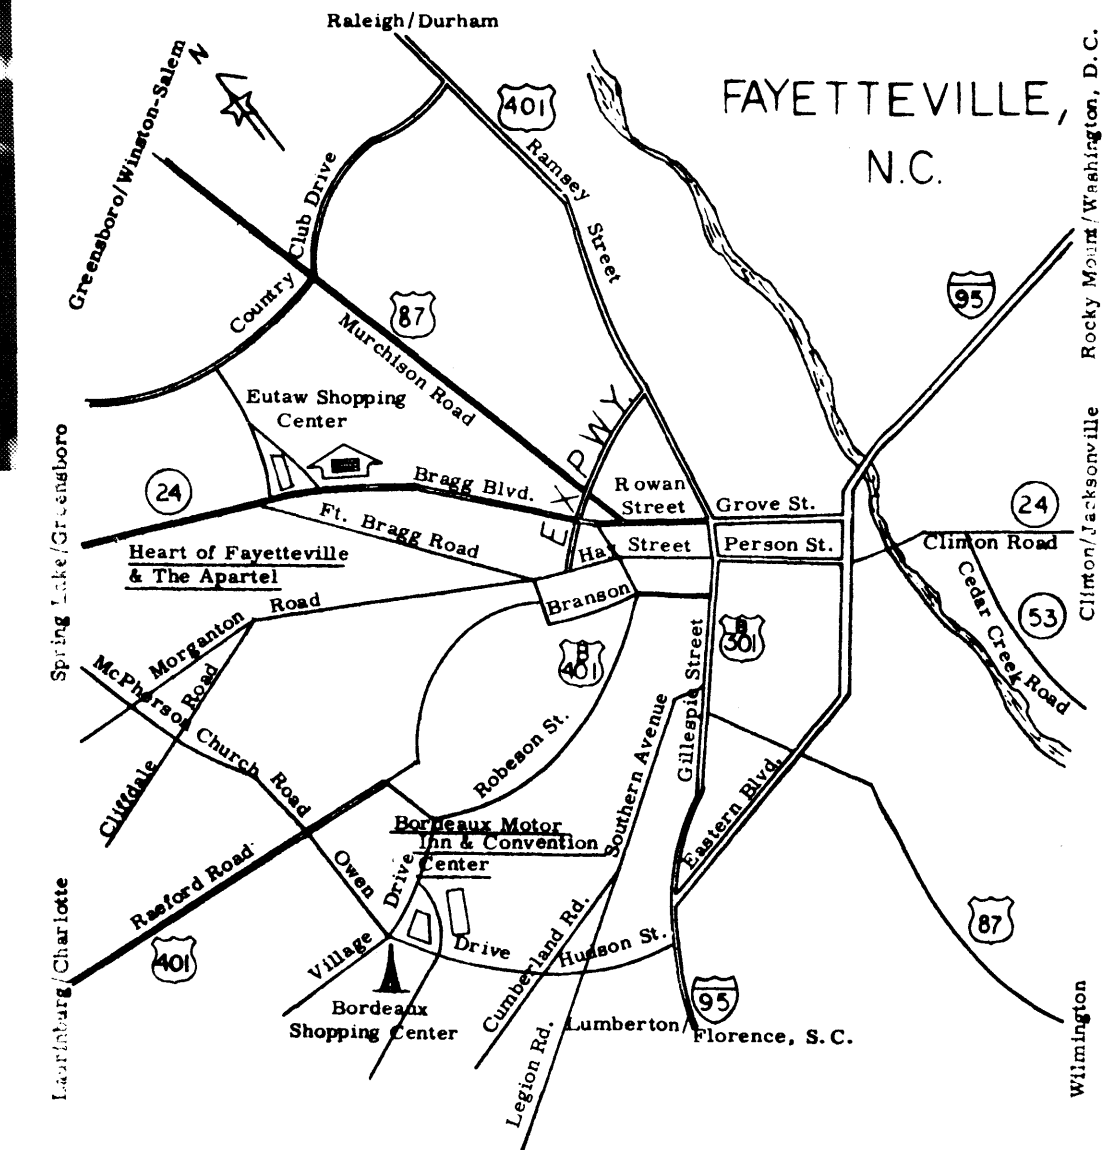 Raleigh/Durham
N
Greensboro/Winston-Salem
401
FAYETTEVILLE,
N.C.
Rocky Mount/Washington, D.C.
Ramsey
Street
Country Club Drive
95
87
Murchison Road
EXPWY.
Eutaw Shopping
Center
24
Bragg Blvd.
Rowan
Street
Grove St.
24
Ft. Bragg Road
Hay Street
Person St.
Clinton Road
Clinton/Jacksonville
Spring Lake/Greensboro
Heart of Fayetteville
& The Apartel
Morganton Road
Branson
Cedar Creek Road
53
B
401
B
301
McPherson Church Road
Cliffdale Road
Robeson St.
Southern Avenue
Gillespie Street
Eastern Blvd.
Bordeaux Motor
Inn & Convention
Center
Raeford Road
401
Owen Drive
Village Drive
Cumberland Rd.
Hudson St.
87
95
Bordeaux
Shopping Center
Legion Rd.
Lumberton/
Florence, S.C.
Laurinburg/Charlotte
Wilmington